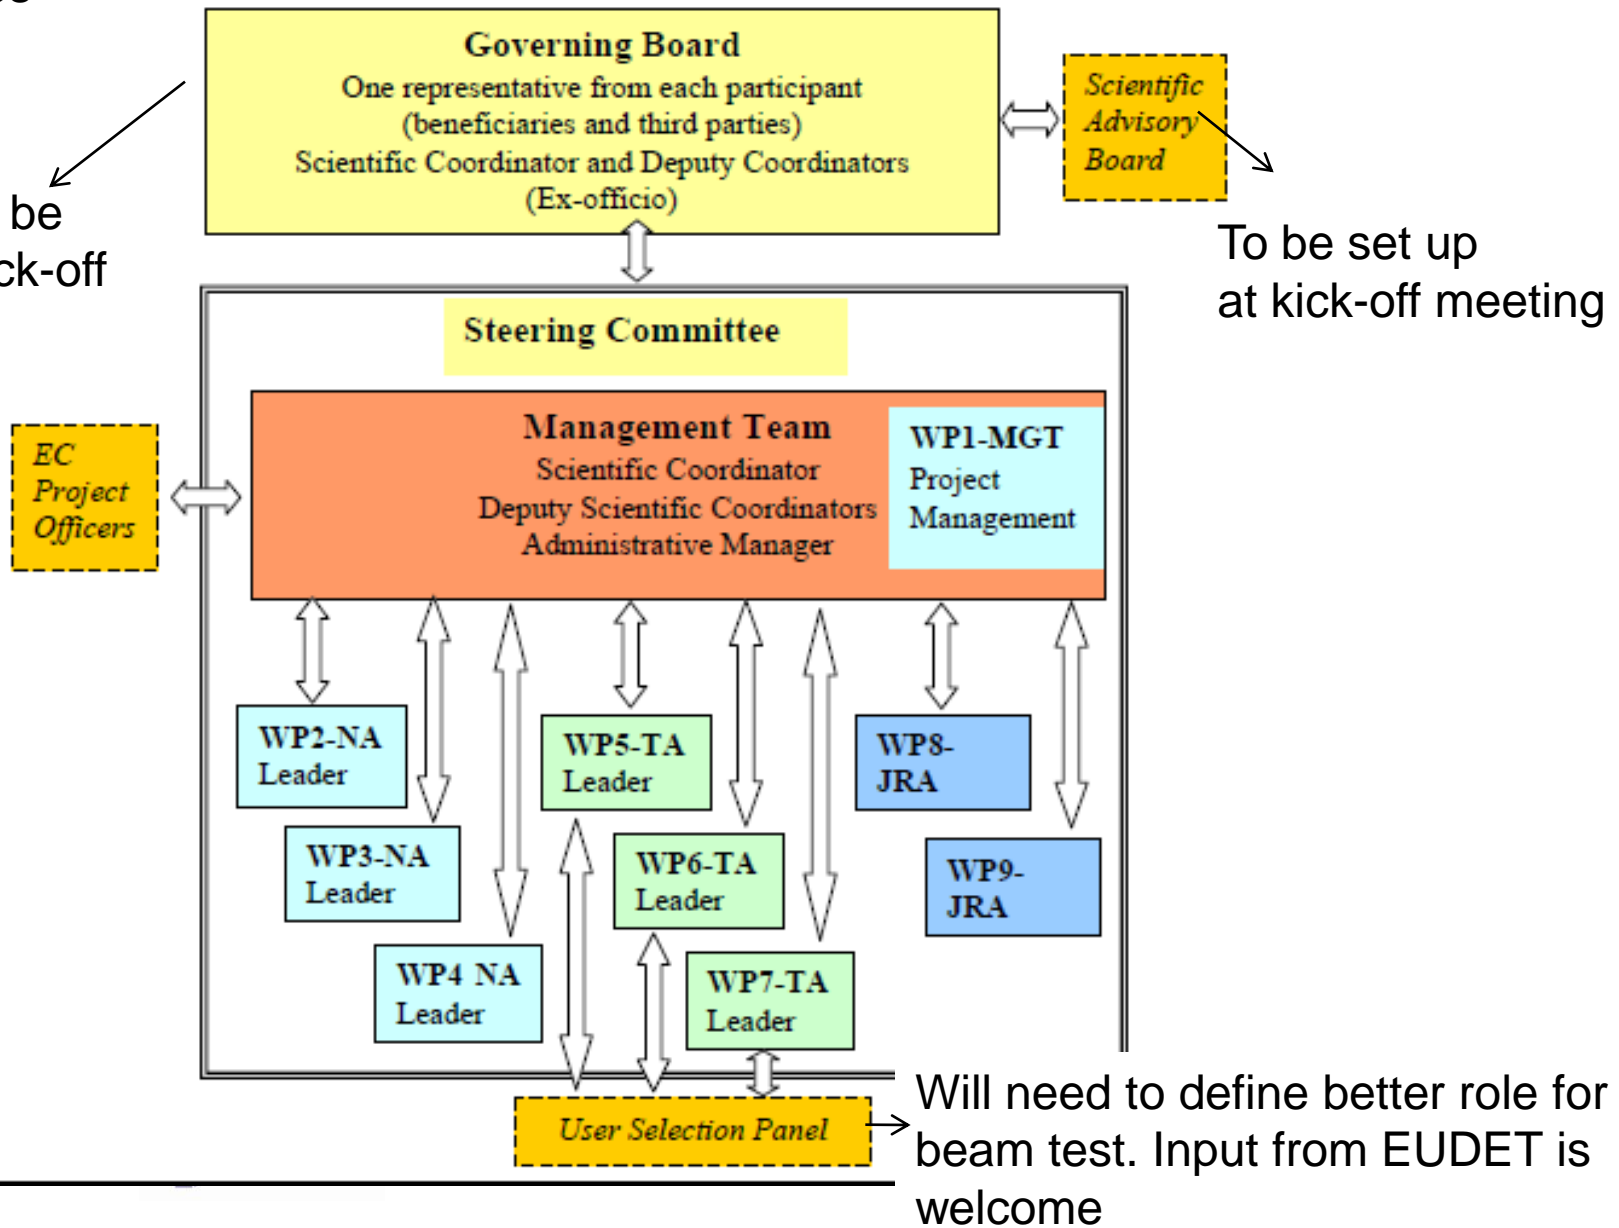 Governing Board
One representative from each participant
(beneficiaries and third parties)
Scientific Coordinator and Deputy Coordinators
(Ex-officio)
Scientific
Advisory
Board
be
ck-off
To be set up
at kick-off meeting
Steering Committee
Management Team
Scientific Coordinator
Deputy Scientific Coordinators
Administrative Manager
WP1-MGT
Project
Management
EC
Project
Officers
WP2-NA
Leader
WP3-NA
Leader
WP4 NA
Leader
WP5-TA
Leader
WP6-TA
Leader
WP7-TA
Leader
WP8-
JRA
WP9-
JRA
User Selection Panel
Will need to define better role for
beam test. Input from EUDET is
welcome